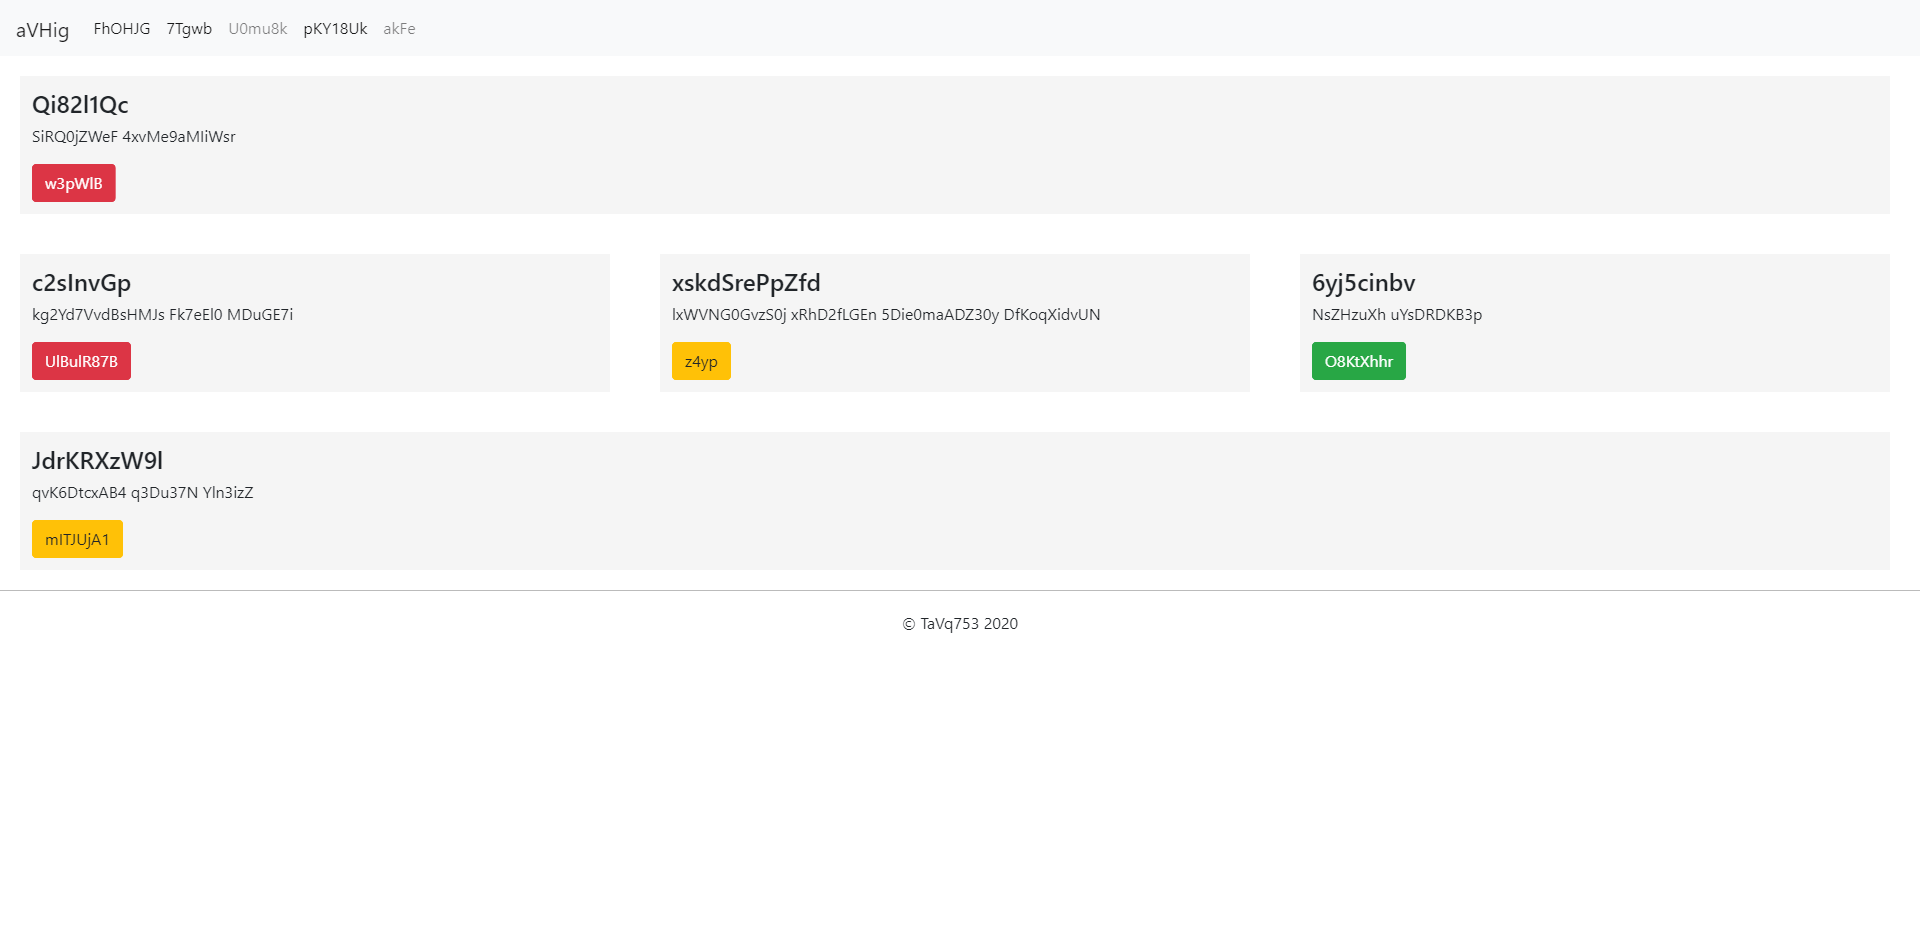 aVHig FhOHJG 7Tgwb U0mu8k pKY18Uk akFe
Qi82l1Qc
SiRQ0jZWeF 4xvMe9aMIiWsr
w3pWlB
c2sInvGp
kg2Yd7VvdBsHMJs Fk7eEl0 MDuGE7i
UlBulR87B
xskdSrePpZfd
lxWVNG0GvzS0j xRhD2fLGEn 5Die0maADZ30y DfKoqXidvUN
z4yp
6yj5cinbv
NsZHzuXh uYsDRDKB3p
O8KtXhhr
JdrKRXzW9l
qvK6DtcxAB4 q3Du37N Yln3izZ
mITJUjA1
© TaVq753 2020